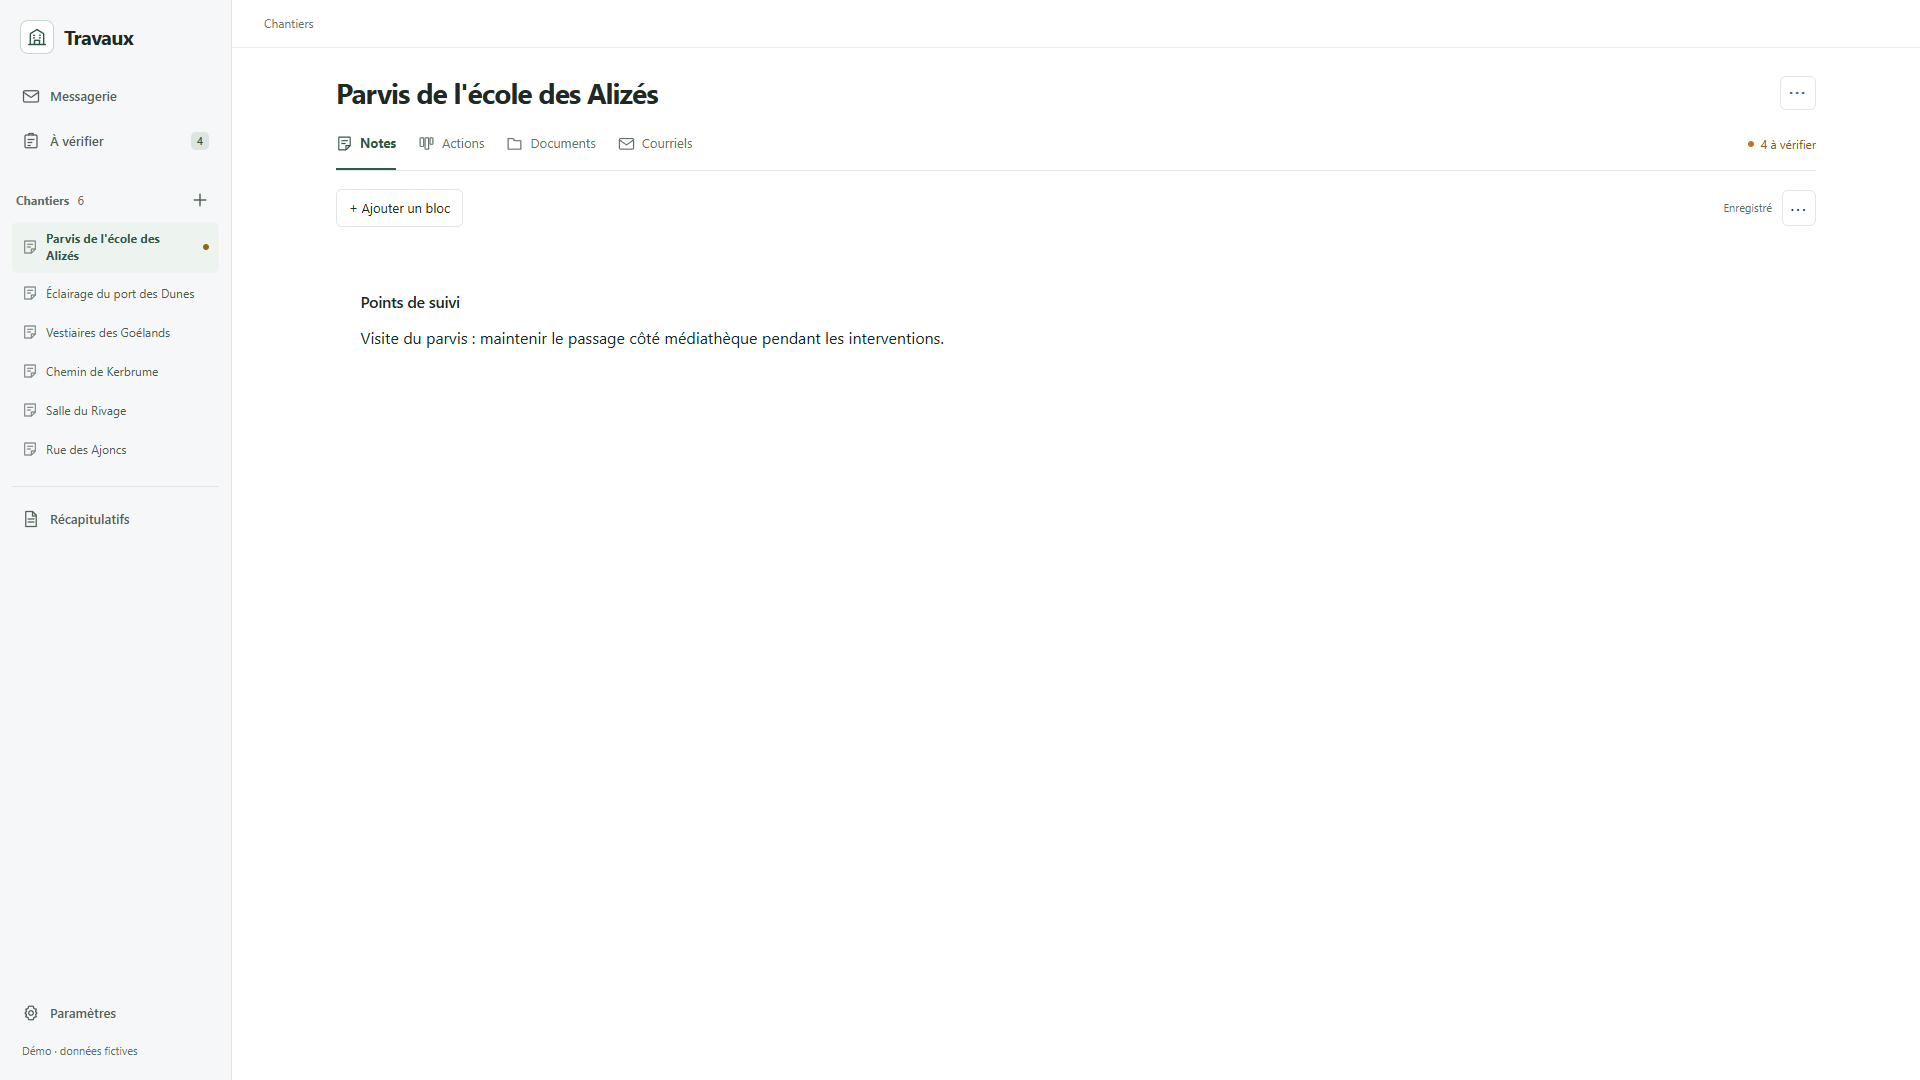 Travaux
Messagerie
À vérifier 4
Chantiers 6
Parvis de l'école des
Alizés
Éclairage du port des Dunes
Vestiaires des Goélands
Chemin de Kerbrume
Salle du Rivage
Rue des Ajoncs
Récapitulatifs
Paramètres
Démo · données fictives
Chantiers
Parvis de l'école des Alizés
Notes Actions Documents Courriels 4 à vérifier
+ Ajouter un bloc Enregistré
Points de suivi
Visite du parvis : maintenir le passage côté médiathèque pendant les interventions.